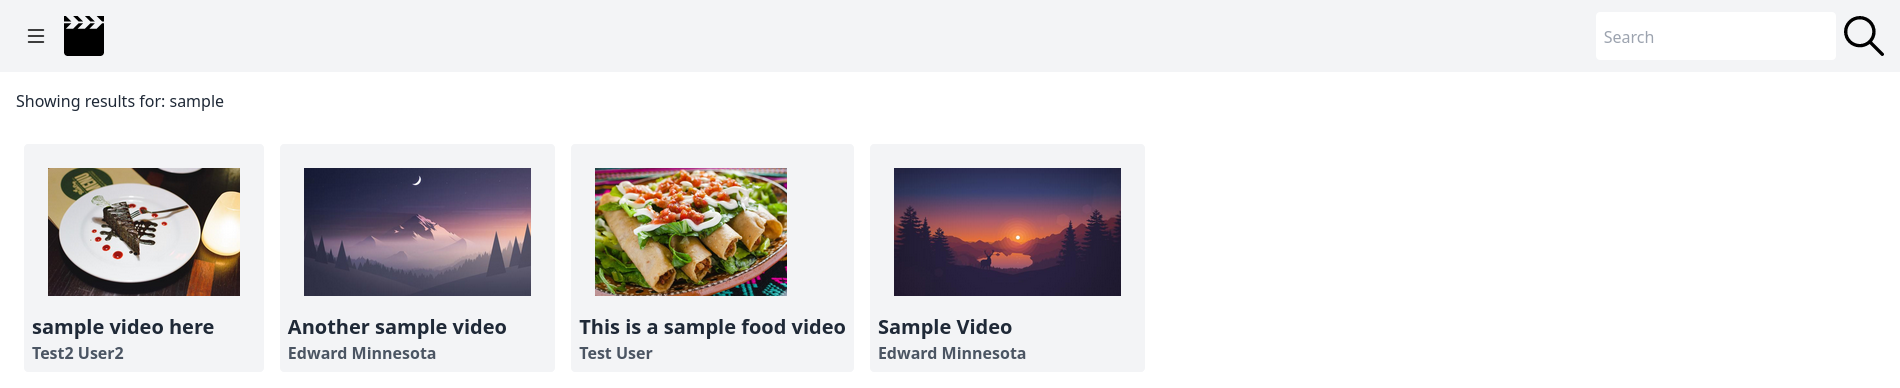 Search
Showing results for: sample
sample video here
Test2 User2
Another sample video
Edward Minnesota
This is a sample food video
Test User
Sample Video
Edward Minnesota